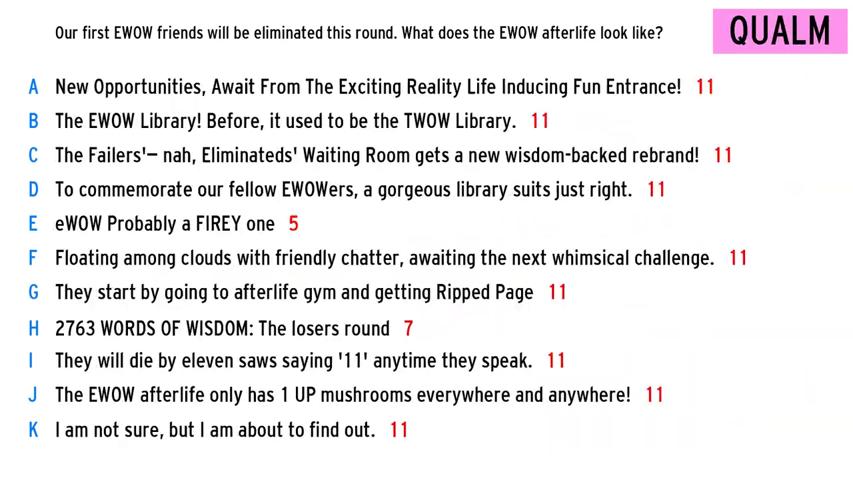 Our first EWOW friends will be eliminated this round. What does the EWOW afterlife look like?
QUALM
A New Opportunities, Await From The Exciting Reality Life Inducing Fun Entrance! 11
B The EWOW Library! Before, it used to be the TWOW Library. 11
C The Failers'— nah, Eliminateds' Waiting Room gets a new wisdom-backed rebrand! 11
D To commemorate our fellow EWOWers, a gorgeous library suits just right. 11
E eWOW Probably a FIREY one 5
F Floating among clouds with friendly chatter, awaiting the next whimsical challenge. 11
G They start by going to afterlife gym and getting Ripped Page 11
H 2763 WORDS OF WISDOM: The losers round 7
I They will die by eleven saws saying '11' anytime they speak. 11
J The EWOW afterlife only has 1 UP mushrooms everywhere and anywhere! 11
K I am not sure, but I am about to find out. 11